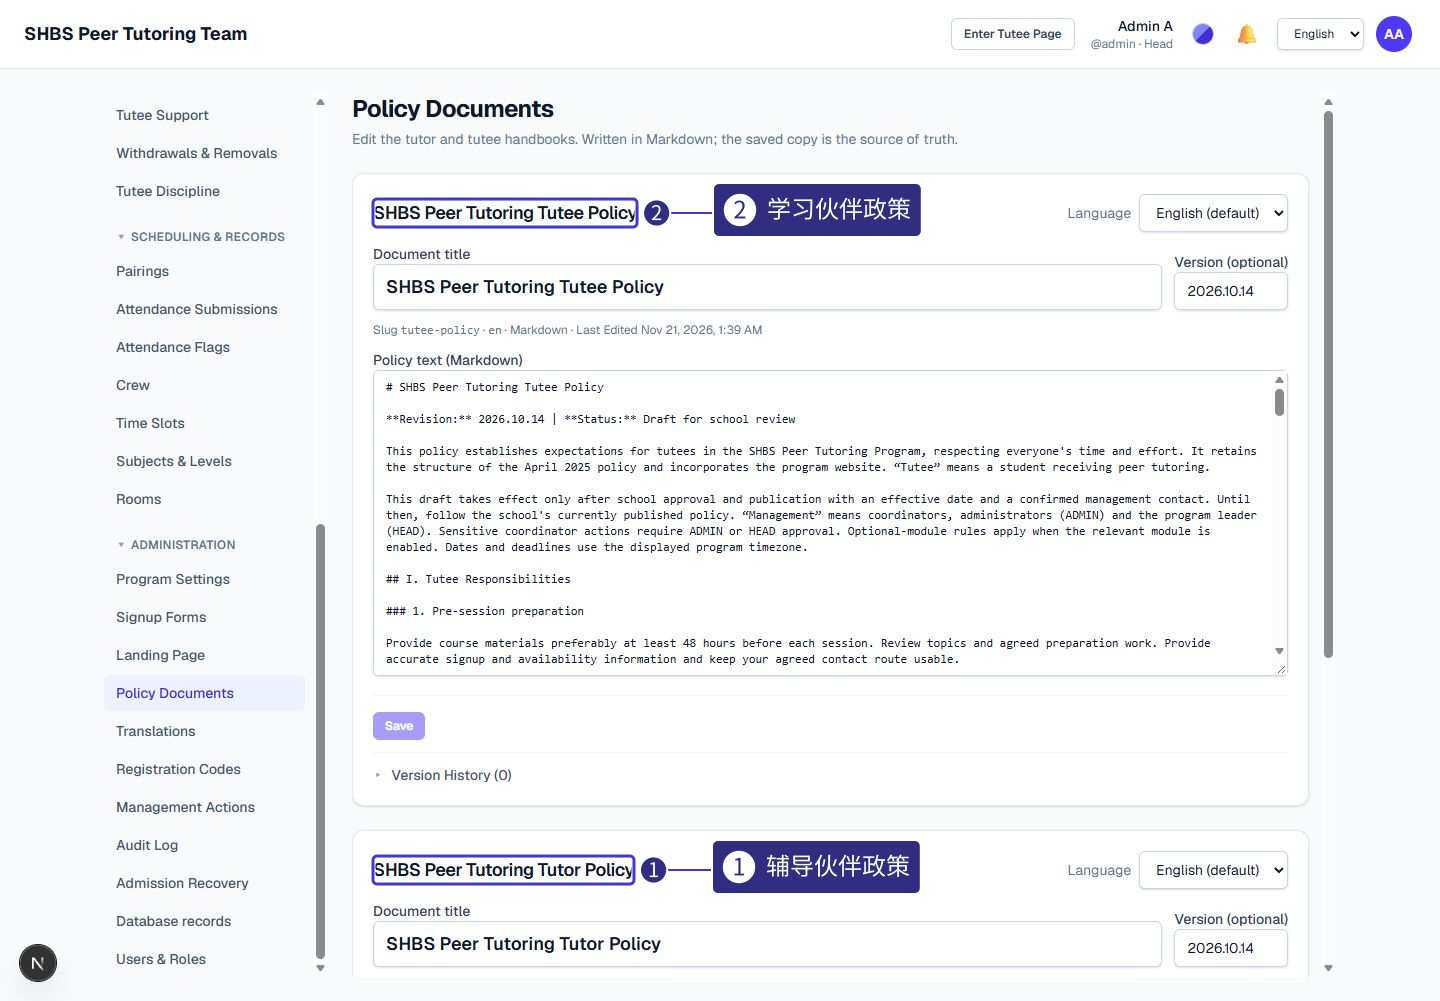 SHBS Peer Tutoring Team
Enter Tutee Page
Admin A
@admin · Head
English
AA
Tutee Support
Withdrawals & Removals
Tutee Discipline
SCHEDULING & RECORDS
Pairings
Attendance Submissions
Attendance Flags
Crew
Time Slots
Subjects & Levels
Rooms
ADMINISTRATION
Program Settings
Signup Forms
Landing Page
Policy Documents
Translations
Registration Codes
Management Actions
Audit Log
Admission Recovery
Database records
Users & Roles
N
Policy Documents
Edit the tutor and tutee handbooks. Written in Markdown; the saved copy is the source of truth.
SHBS Peer Tutoring Tutee Policy
2
2 学习伙伴政策
Language
English (default)
Document title
SHBS Peer Tutoring Tutee Policy
Version (optional)
2026.10.14
Slug tutee-policy · en · Markdown · Last Edited Nov 21, 2026, 1:39 AM
Policy text (Markdown)
# SHBS Peer Tutoring Tutee Policy
**Revision:** 2026.10.14 | **Status:** Draft for school review
This policy establishes expectations for tutees in the SHBS Peer Tutoring Program, respecting everyone's time and effort. It retains
the structure of the April 2025 policy and incorporates the program website. “Tutee” means a student receiving peer tutoring.
This draft takes effect only after school approval and publication with an effective date and a confirmed management contact. Until
then, follow the school's currently published policy. “Management” means coordinators, administrators (ADMIN) and the program leader
(HEAD). Sensitive coordinator actions require ADMIN or HEAD approval. Optional-module rules apply when the relevant module is
enabled. Dates and deadlines use the displayed program timezone.
## I. Tutee Responsibilities
### 1. Pre-session preparation
Provide course materials preferably at least 48 hours before each session. Review topics and agreed preparation work. Provide
accurate signup and availability information and keep your agreed contact route usable.
Save
Version History (0)
SHBS Peer Tutoring Tutor Policy
1
1 辅导伙伴政策
Language
English (default)
Document title
SHBS Peer Tutoring Tutor Policy
Version (optional)
2026.10.14